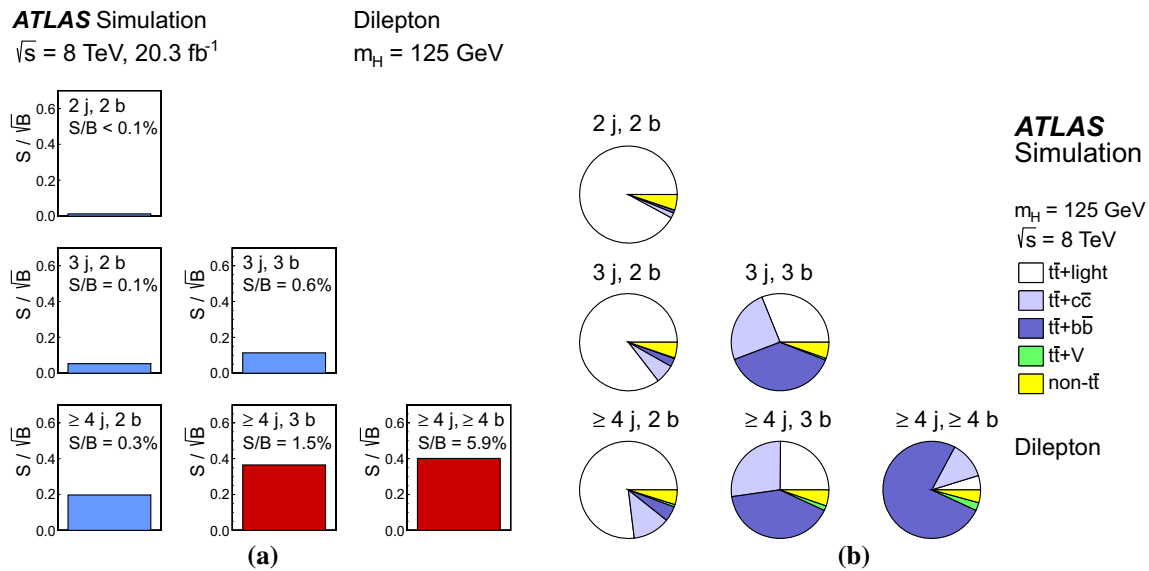 ATLAS Simulation
√s = 8 TeV, 20.3 fb⁻¹
Dilepton
m_H = 125 GeV
S / √B
0.6
0.4
0.2
0.0
2 j, 2 b
S/B < 0.1%
S / √B
0.6
0.4
0.2
0.0
3 j, 2 b
S/B = 0.1%
S / √B
0.6
0.4
0.2
0.0
3 j, 3 b
S/B = 0.6%
S / √B
0.6
0.4
0.2
0.0
≥ 4 j, 2 b
S/B = 0.3%
S / √B
0.6
0.4
0.2
0.0
≥ 4 j, 3 b
S/B = 1.5%
S / √B
0.6
0.4
0.2
0.0
≥ 4 j, ≥ 4 b
S/B = 5.9%
(a)
2 j, 2 b
3 j, 2 b
3 j, 3 b
≥ 4 j, 2 b
≥ 4 j, 3 b
≥ 4 j, ≥ 4 b
ATLAS
Simulation
m_H = 125 GeV
√s = 8 TeV
tt̄+light
tt̄+cc̄
tt̄+bb̄
tt̄+V
non-tt̄
Dilepton
(b)